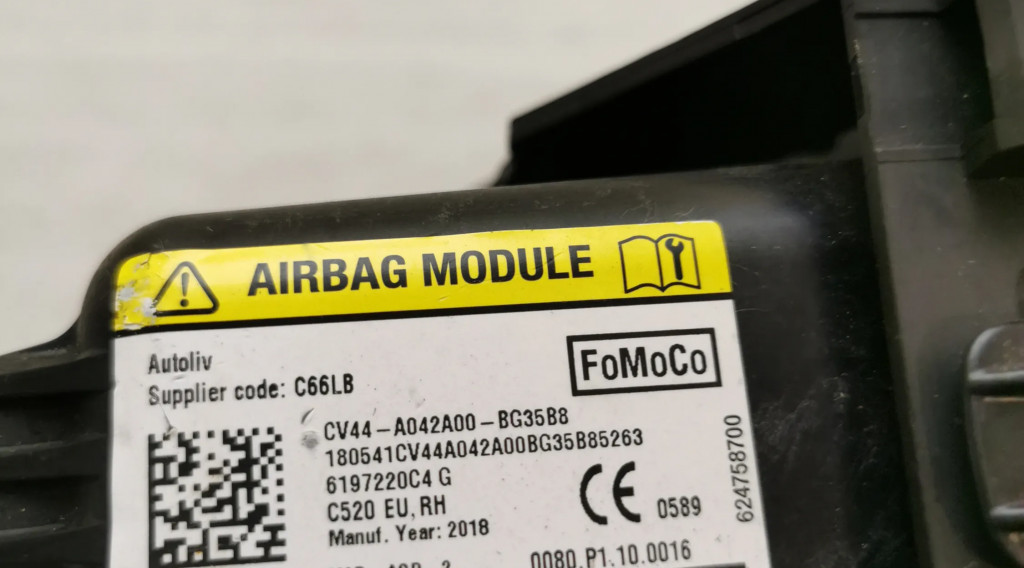 AIRBAG MODULE
Autoliv
Supplier code: C66LB
FoMoCo
CV44-A042A00-BG35B8
180541CV44A042A00BG35B85263
6197220C4 G
C520 EU, RH
Manuf. Year: 2018
CE 0589
624758700
0080.P1.10.0016